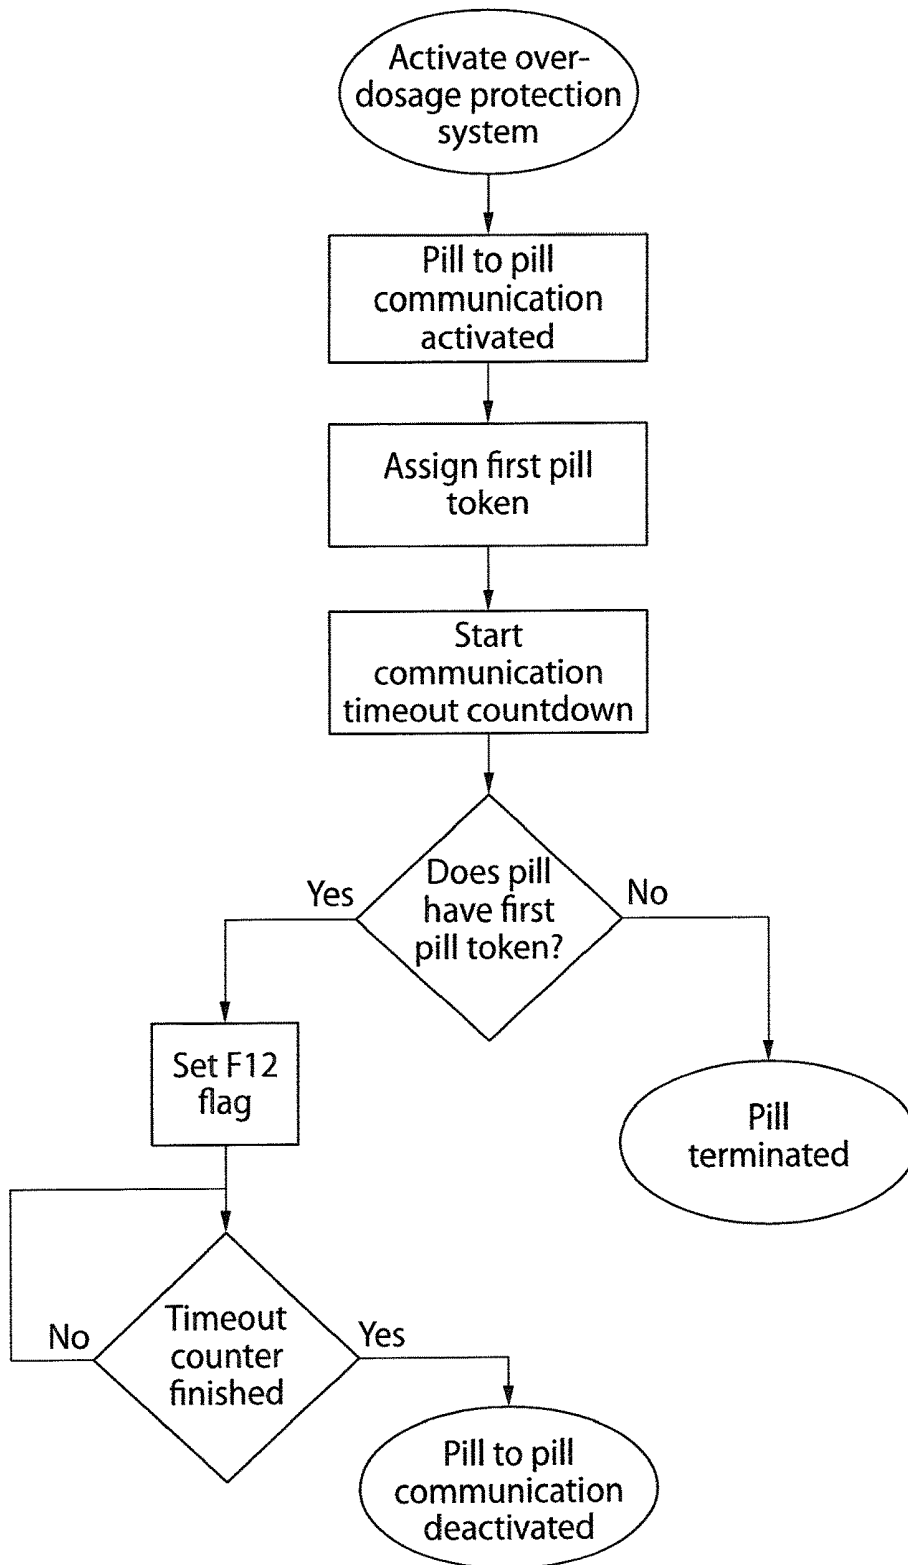 Activate over-
dosage protection
system
Pill to pill
communication
activated
Assign first pill
token
Start
communication
timeout countdown
Does pill
have first
pill token?
Yes
No
Set F12
flag
Pill
terminated
Timeout
counter
finished
No
Yes
Pill to pill
communication
deactivated